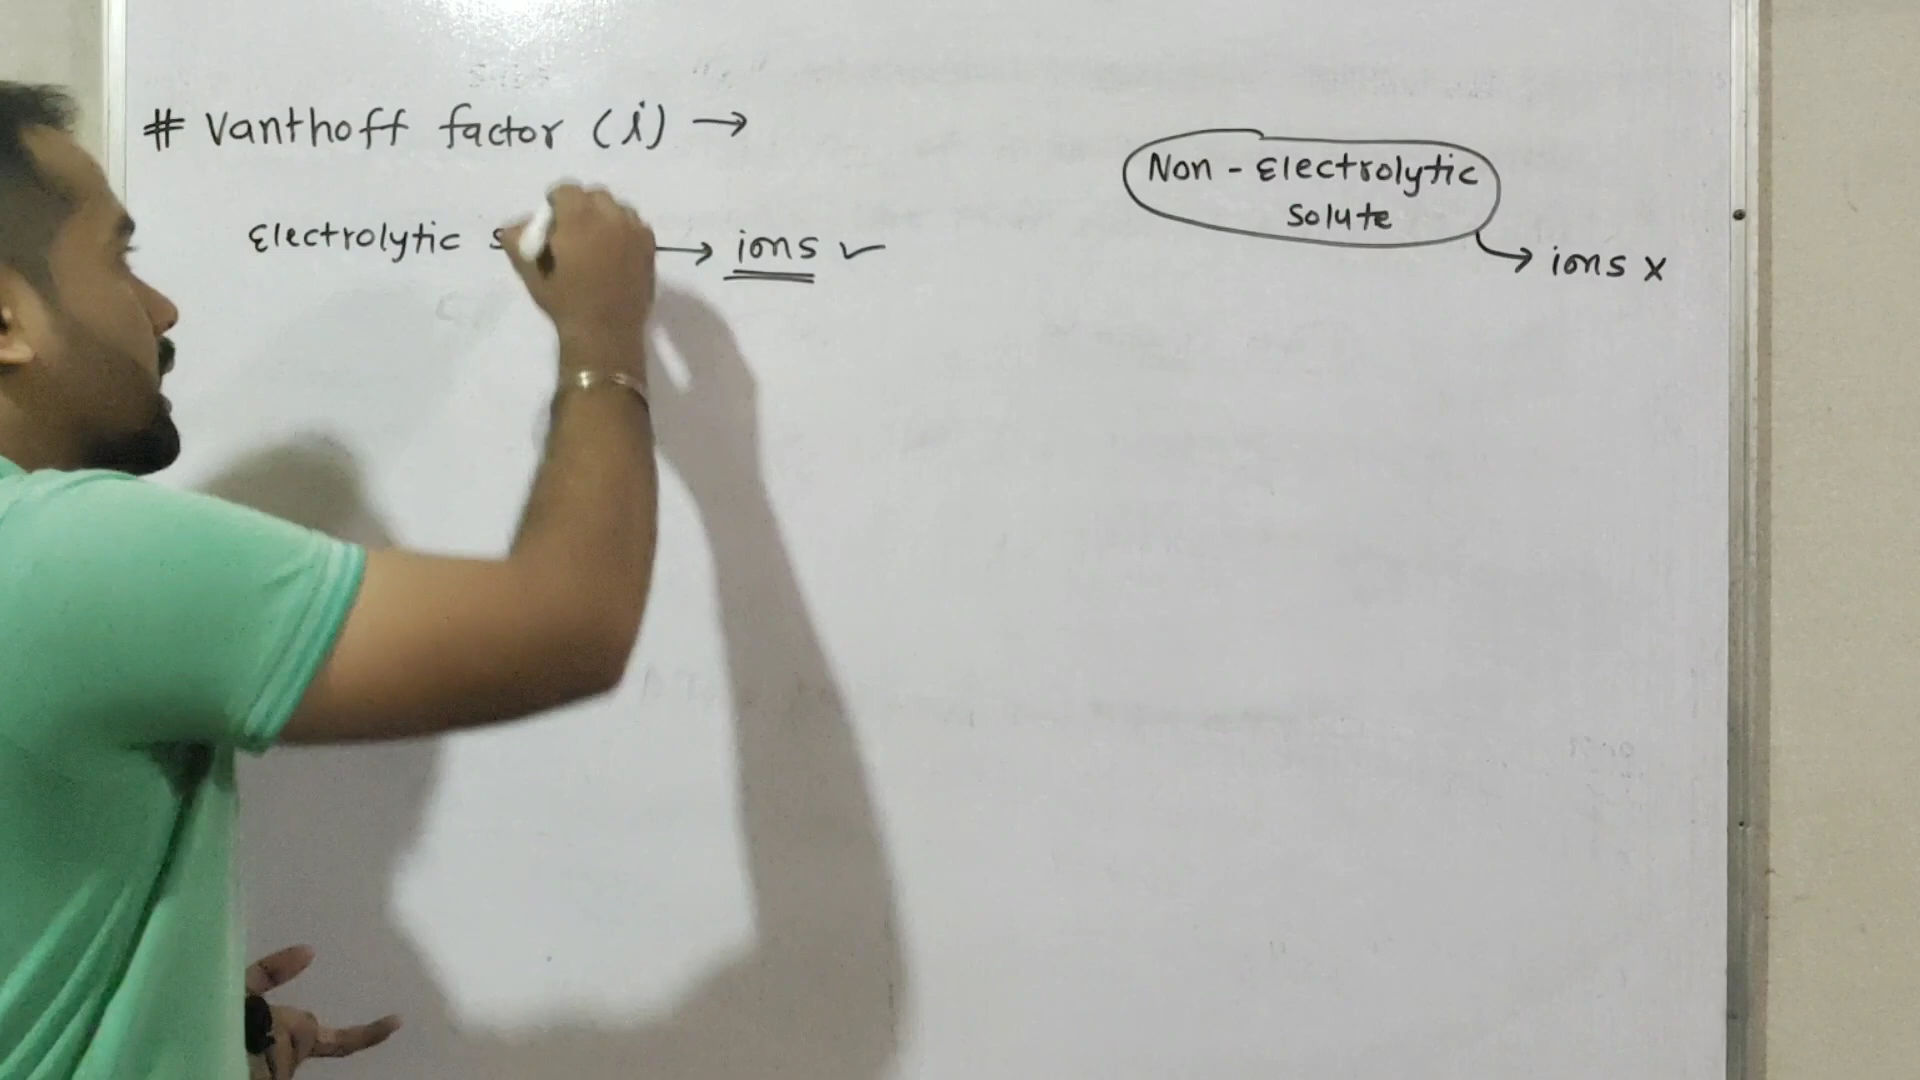 # Vanthoff factor (i) →
Electrolytic → ions ✓
Non - Electrolytic
Solute
→ ions x